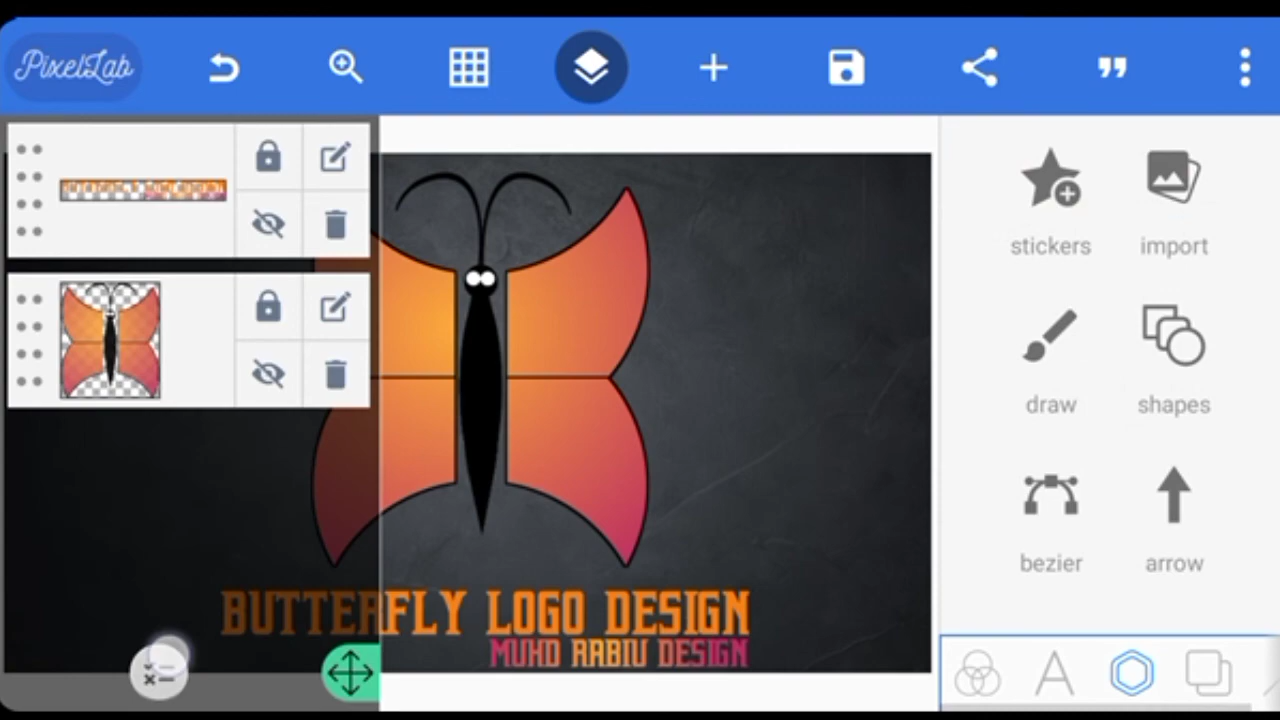 PixelLab
stickers
import
draw
shapes
bezier
arrow
BUTTERFLY LOGO DESIGN
MUHD RABIU DESIGN